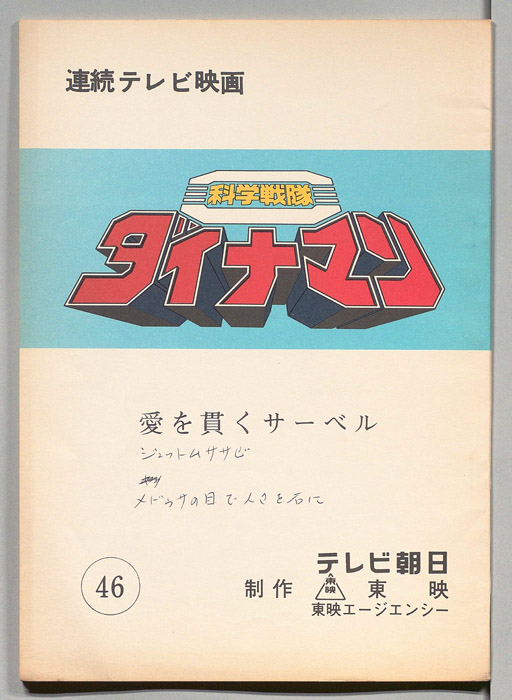 連続テレビ映画
科学戦隊
ダイナマン
愛を貫くサーベル
ジェットムササビ
メドゥサの目で人さを石に
46
テレビ朝日
制作 東映 東映
東映エージエンシー